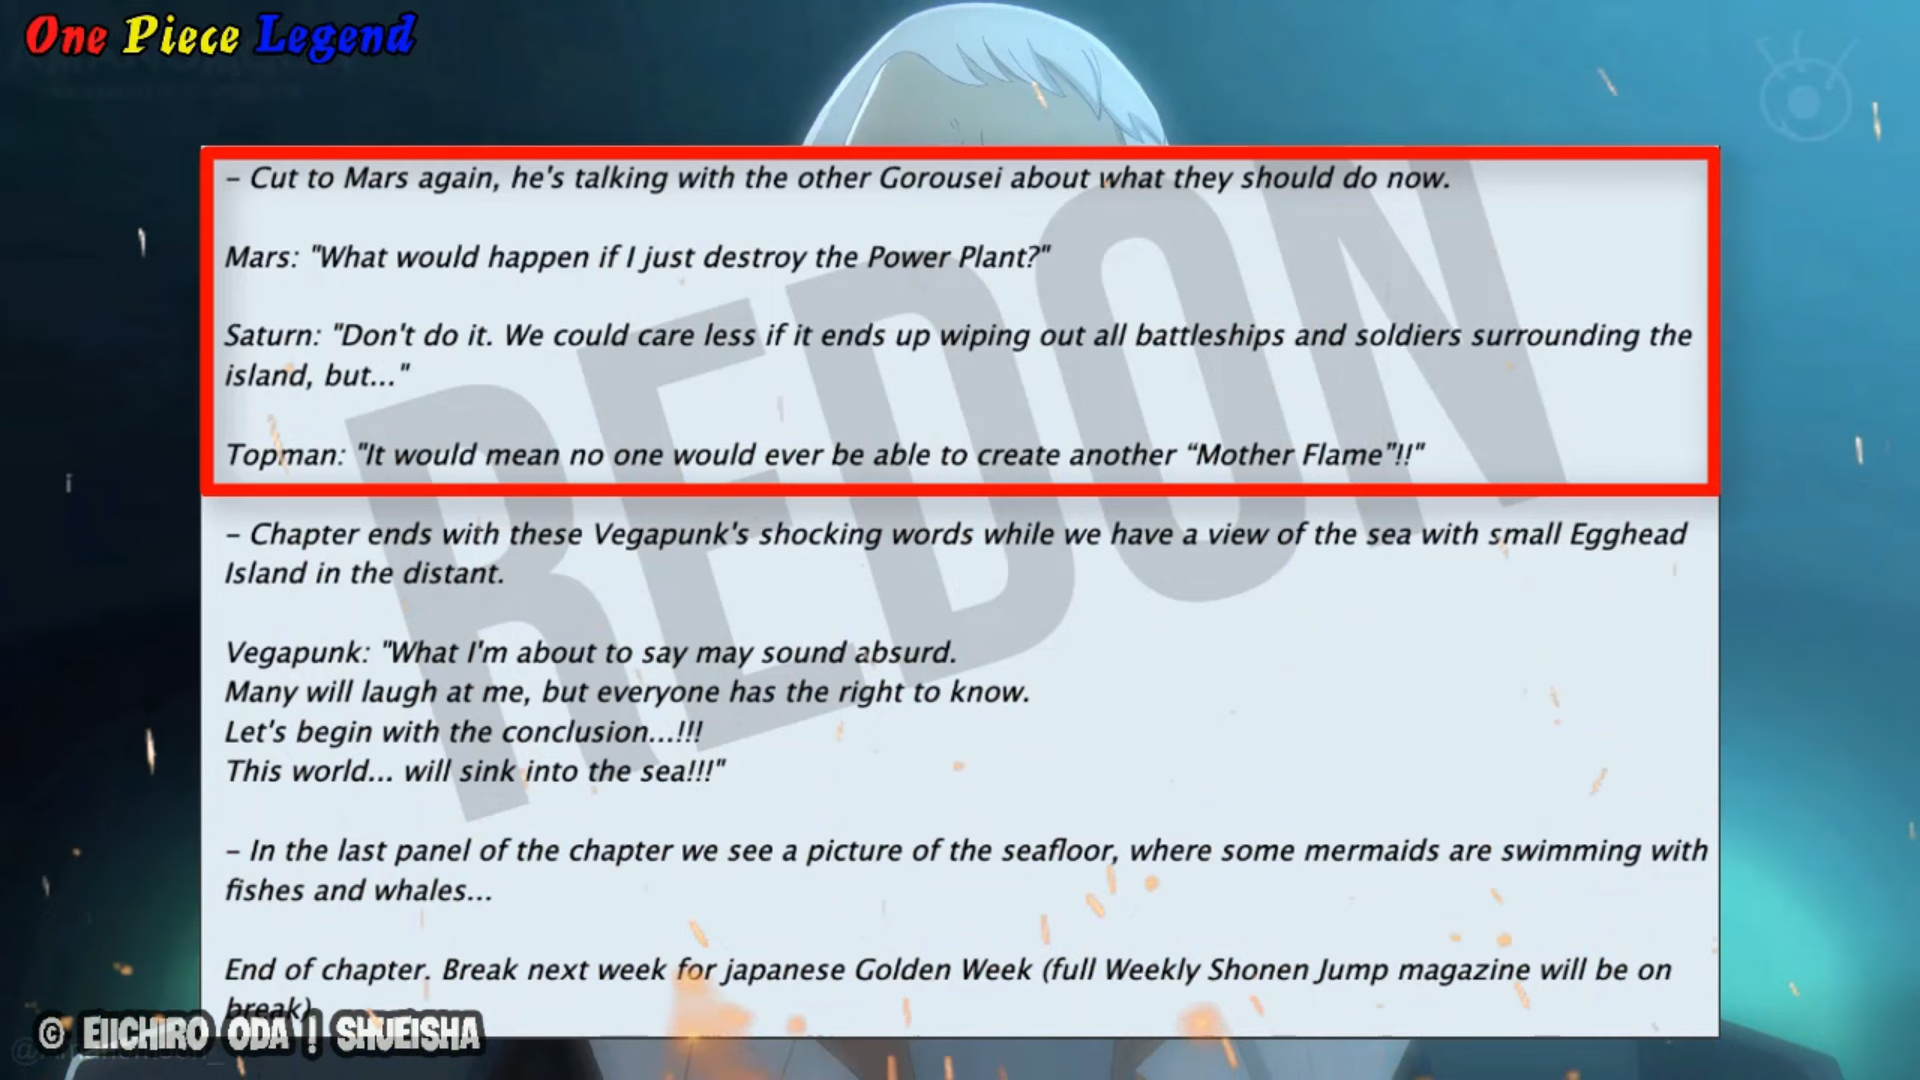 One Piece Legend
– Cut to Mars again, he's talking with the other Gorousei about what they should do now.
Mars: "What would happen if I just destroy the Power Plant?"
Saturn: "Don't do it. We could care less if it ends up wiping out all battleships and soldiers surrounding the
island, but..."
Topman: "It would mean no one would ever be able to create another “Mother Flame”!!"
– Chapter ends with these Vegapunk's shocking words while we have a view of the sea with small Egghead
Island in the distant.
Vegapunk: "What I'm about to say may sound absurd.
Many will laugh at me, but everyone has the right to know.
Let's begin with the conclusion...!!!
This world... will sink into the sea!!!"
– In the last panel of the chapter we see a picture of the seafloor, where some mermaids are swimming with
fishes and whales...
End of chapter. Break next week for japanese Golden Week (full Weekly Shonen Jump magazine will be on
break)
REDON
© EIICHIRO ODA | SHUEISHA